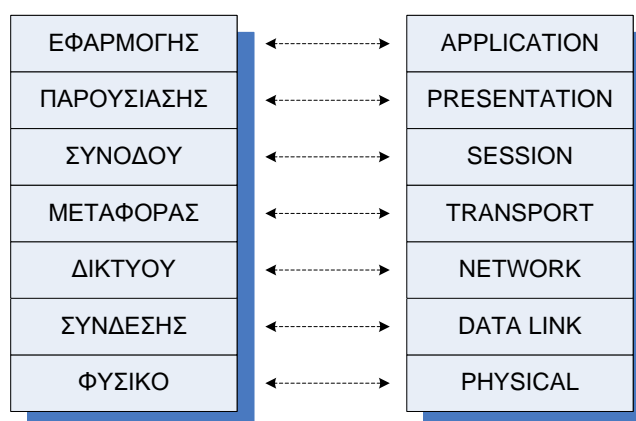 ΕΦΑΡΜΟΓΗΣ APPLICATION
ΠΑΡΟΥΣΙΑΣΗΣ PRESENTATION
ΣΥΝΟΔΟΥ SESSION
ΜΕΤΑΦΟΡΑΣ TRANSPORT
ΔΙΚΤΥΟΥ NETWORK
ΣΥΝΔΕΣΗΣ DATA LINK
ΦΥΣΙΚΟ PHYSICAL